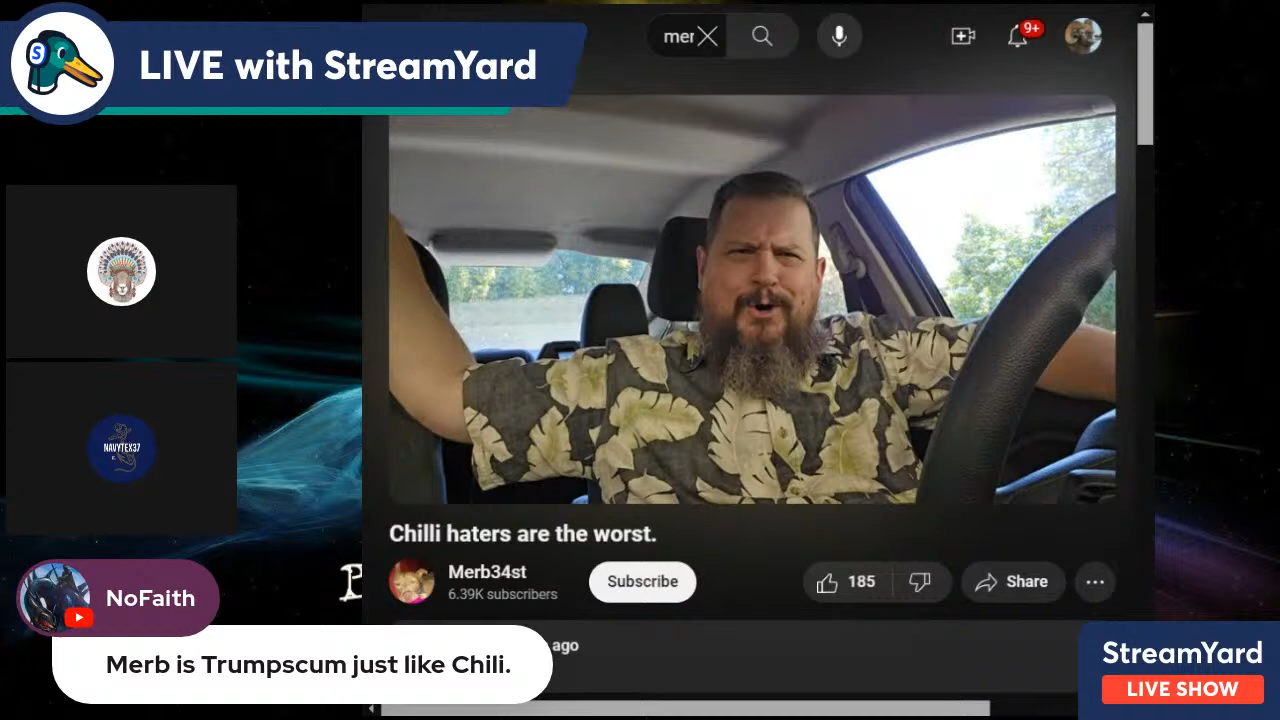 S
LIVE with StreamYard
mer
9+
NAVYTEX37
Chilli haters are the worst.
Merb34st
6.39K subscribers
Subscribe
185
Share
NoFaith
ago
Merb is Trumpscum just like Chili.
StreamYard
LIVE SHOW